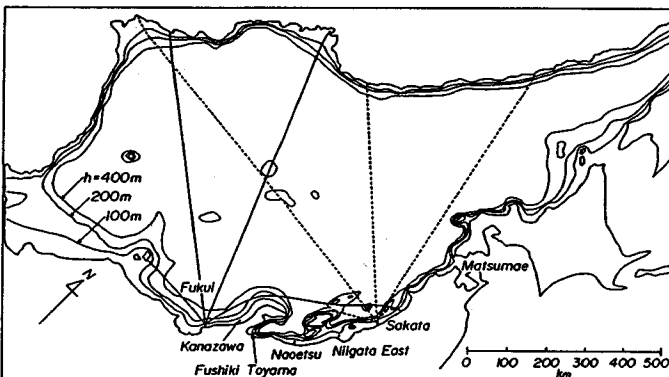 h=400m
200m
100m
N
Fukui
Kanazawa
Fushiki Toyama
Naoetsu
Niigata East
Sakata
Matsumae
0 100 200 300 400 500
km